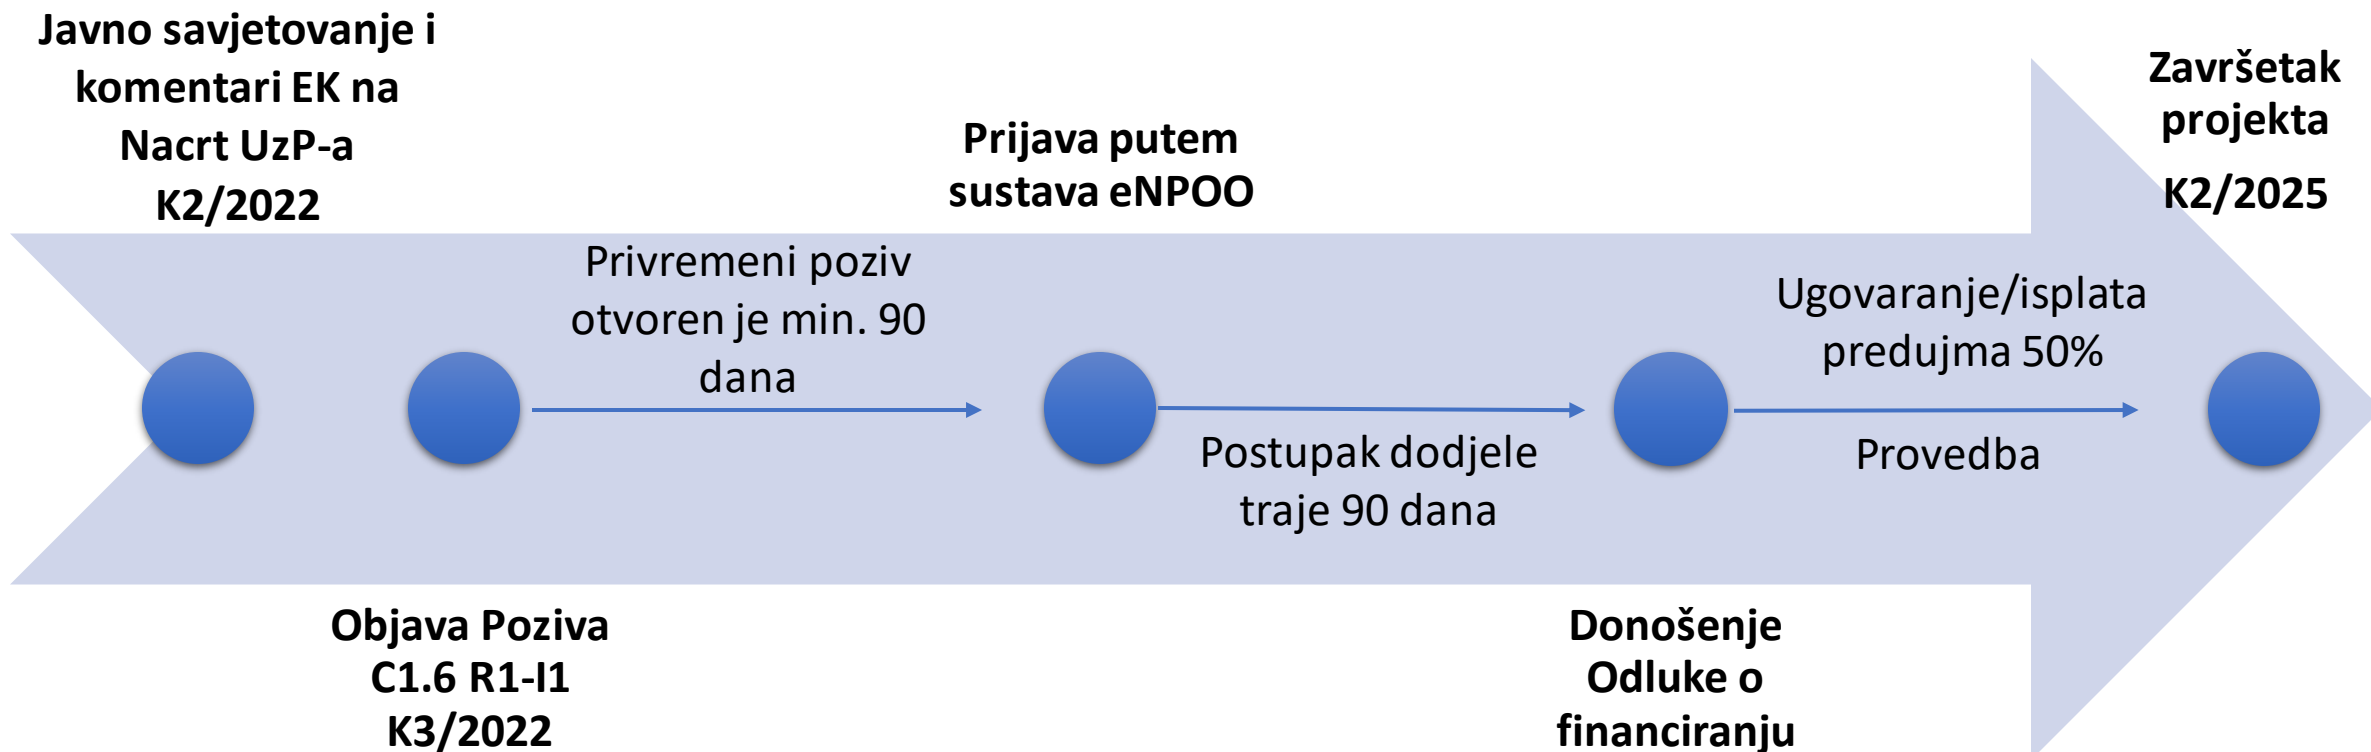 Javno savjetovanje i
komentari EK na
Nacrt UzP-a
K2/2022
Objava Poziva
C1.6 R1-I1
K3/2022
Privremeni poziv
otvoren je min. 90
dana
Prijava putem
sustava eNPOO
Postupak dodjele
traje 90 dana
Donošenje
Odluke o
financiranju
Ugovaranje/isplata
predujma 50%
Provedba
Završetak
projekta
K2/2025